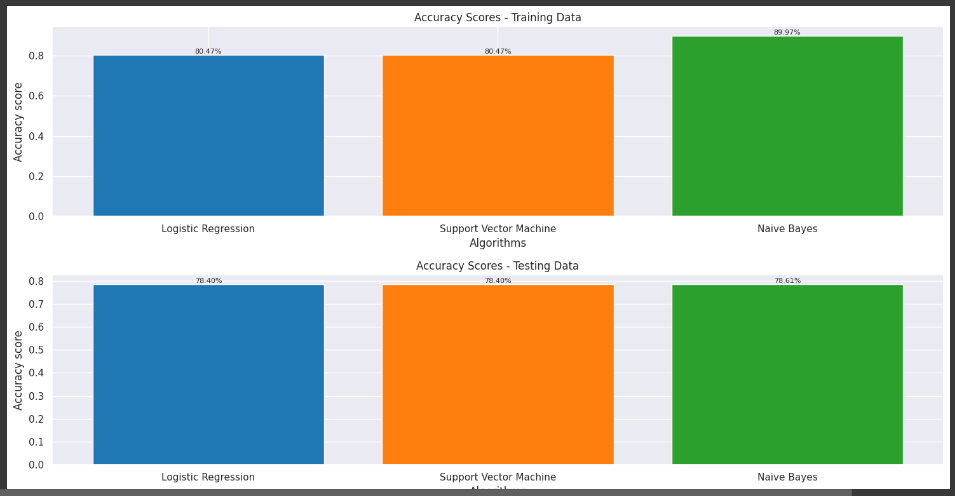 Accuracy Scores - Training Data
89.97%
80.47% 80.47%
0.8
0.6
0.4
0.2
0.0
Accuracy score
Logistic Regression Support Vector Machine Naive Bayes
Algorithms
Accuracy Scores - Testing Data
78.40% 78.40% 78.61%
0.8
0.7
0.6
0.5
0.4
0.3
0.2
0.1
0.0
Accuracy score
Logistic Regression Support Vector Machine Naive Bayes